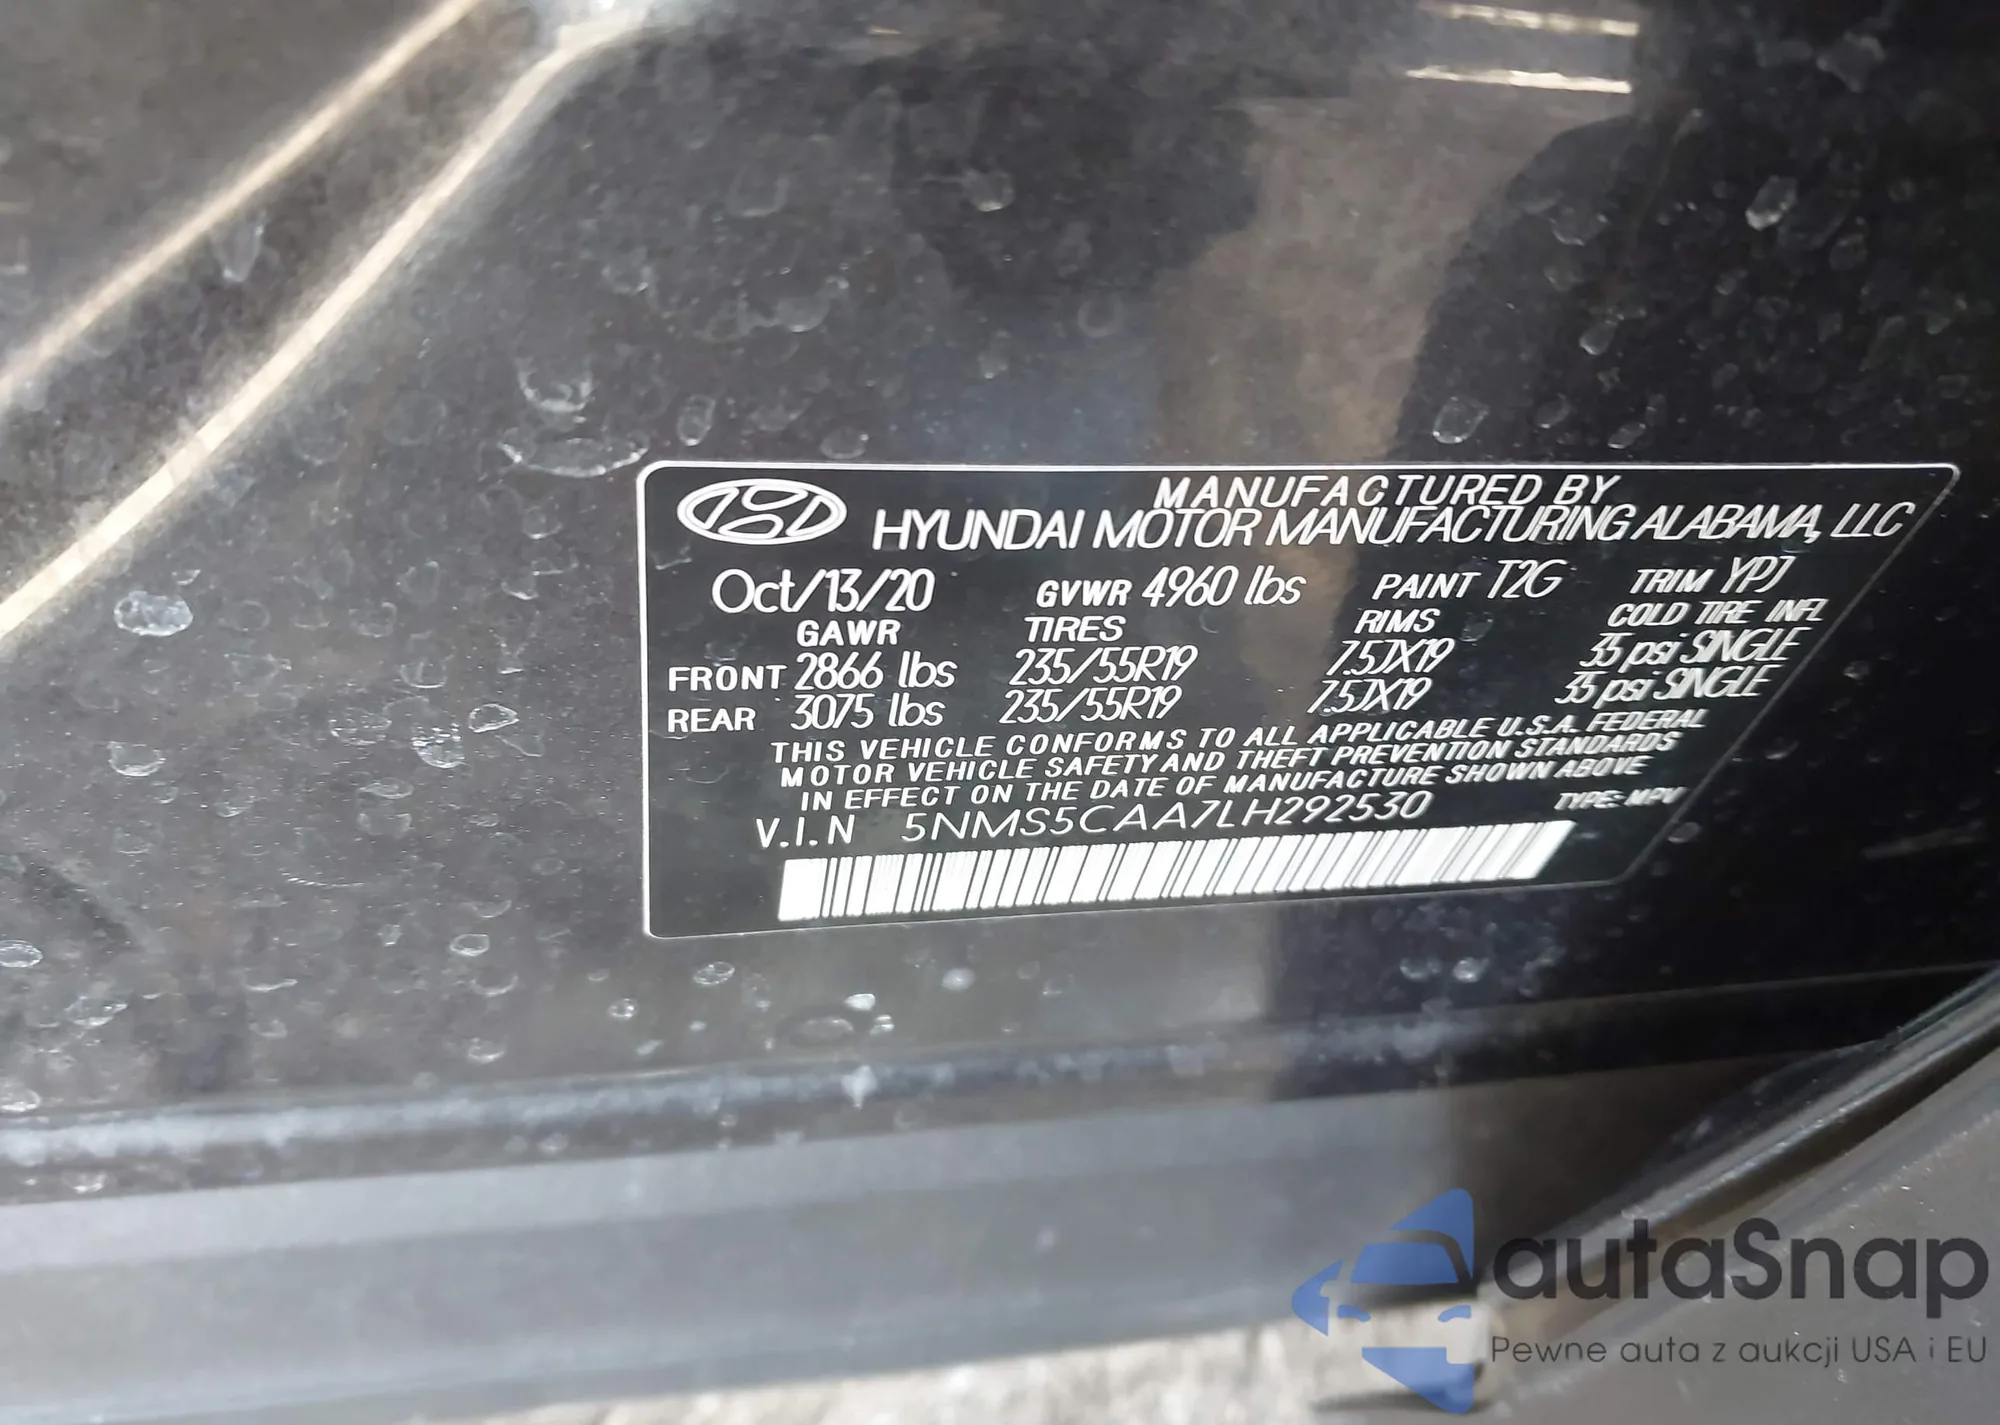 MANUFACTURED BY
HYUNDAI MOTOR MANUFACTURING ALABAMA, LLC
Oct/13/20 GVWR 4960 lbs PAINT T2G TRIM YPJ
GAWR TIRES RIMS COLD TIRE INFL
FRONT 2866 lbs 235/55R19 7.5JX19 35 psi SINGLE
REAR 3075 lbs 235/55R19 7.5JX19 35 psi SINGLE
THIS VEHICLE CONFORMS TO ALL APPLICABLE U.S.A. FEDERAL
MOTOR VEHICLE SAFETY AND THEFT PREVENTION STANDARDS
IN EFFECT ON THE DATE OF MANUFACTURE SHOWN ABOVE
V.I.N 5NMS5CAA7LH292530 TYPE: MPV
autaSnap
Pewne auta z aukcji USA i EU